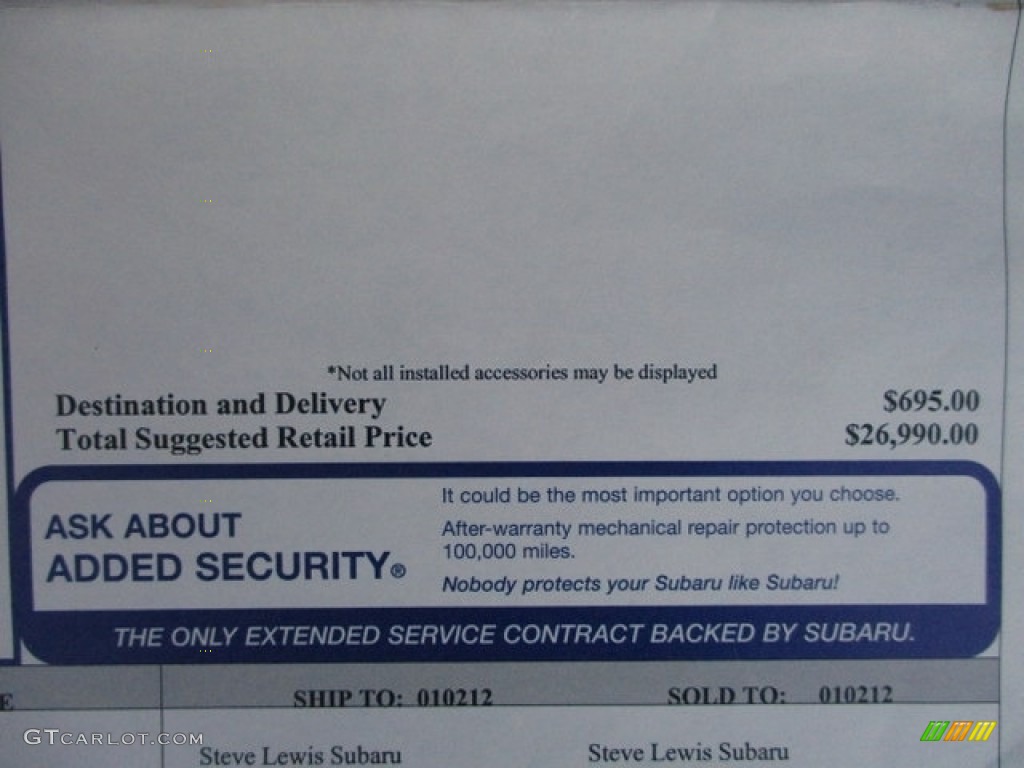 *Not all installed accessories may be displayed
Destination and Delivery $695.00
Total Suggested Retail Price $26,990.00
ASK ABOUT
ADDED SECURITY®
It could be the most important option you choose.
After-warranty mechanical repair protection up to
100,000 miles.
Nobody protects your Subaru like Subaru!
THE ONLY EXTENDED SERVICE CONTRACT BACKED BY SUBARU.
E SHIP TO: 010212 SOLD TO: 010212
Steve Lewis Subaru Steve Lewis Subaru
GTCARLOT.COM